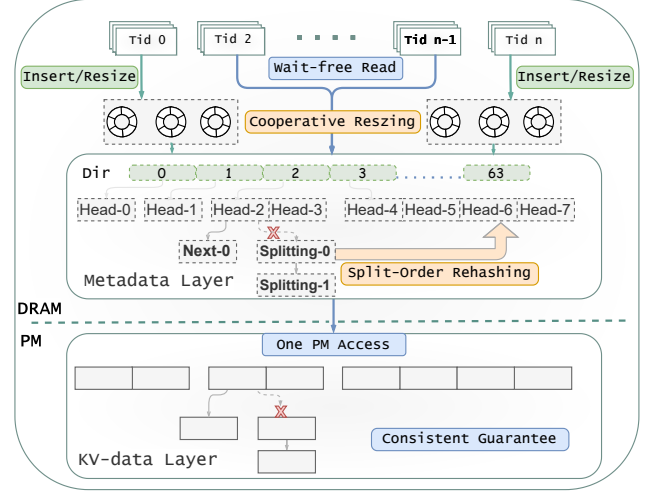 Tid 0
Tid 2
Tid n-1
Tid n
Wait-free Read
Insert/Resize
Insert/Resize
Cooperative Reszing
Dir
0
1
2
3
63
Head-0
Head-1
Head-2
Head-3
Head-4
Head-5
Head-6
Head-7
X
Next-0
Splitting-0
Split-Order Rehashing
Metadata Layer
Splitting-1
DRAM
PM
One PM Access
X
Consistent Guarantee
KV-data Layer